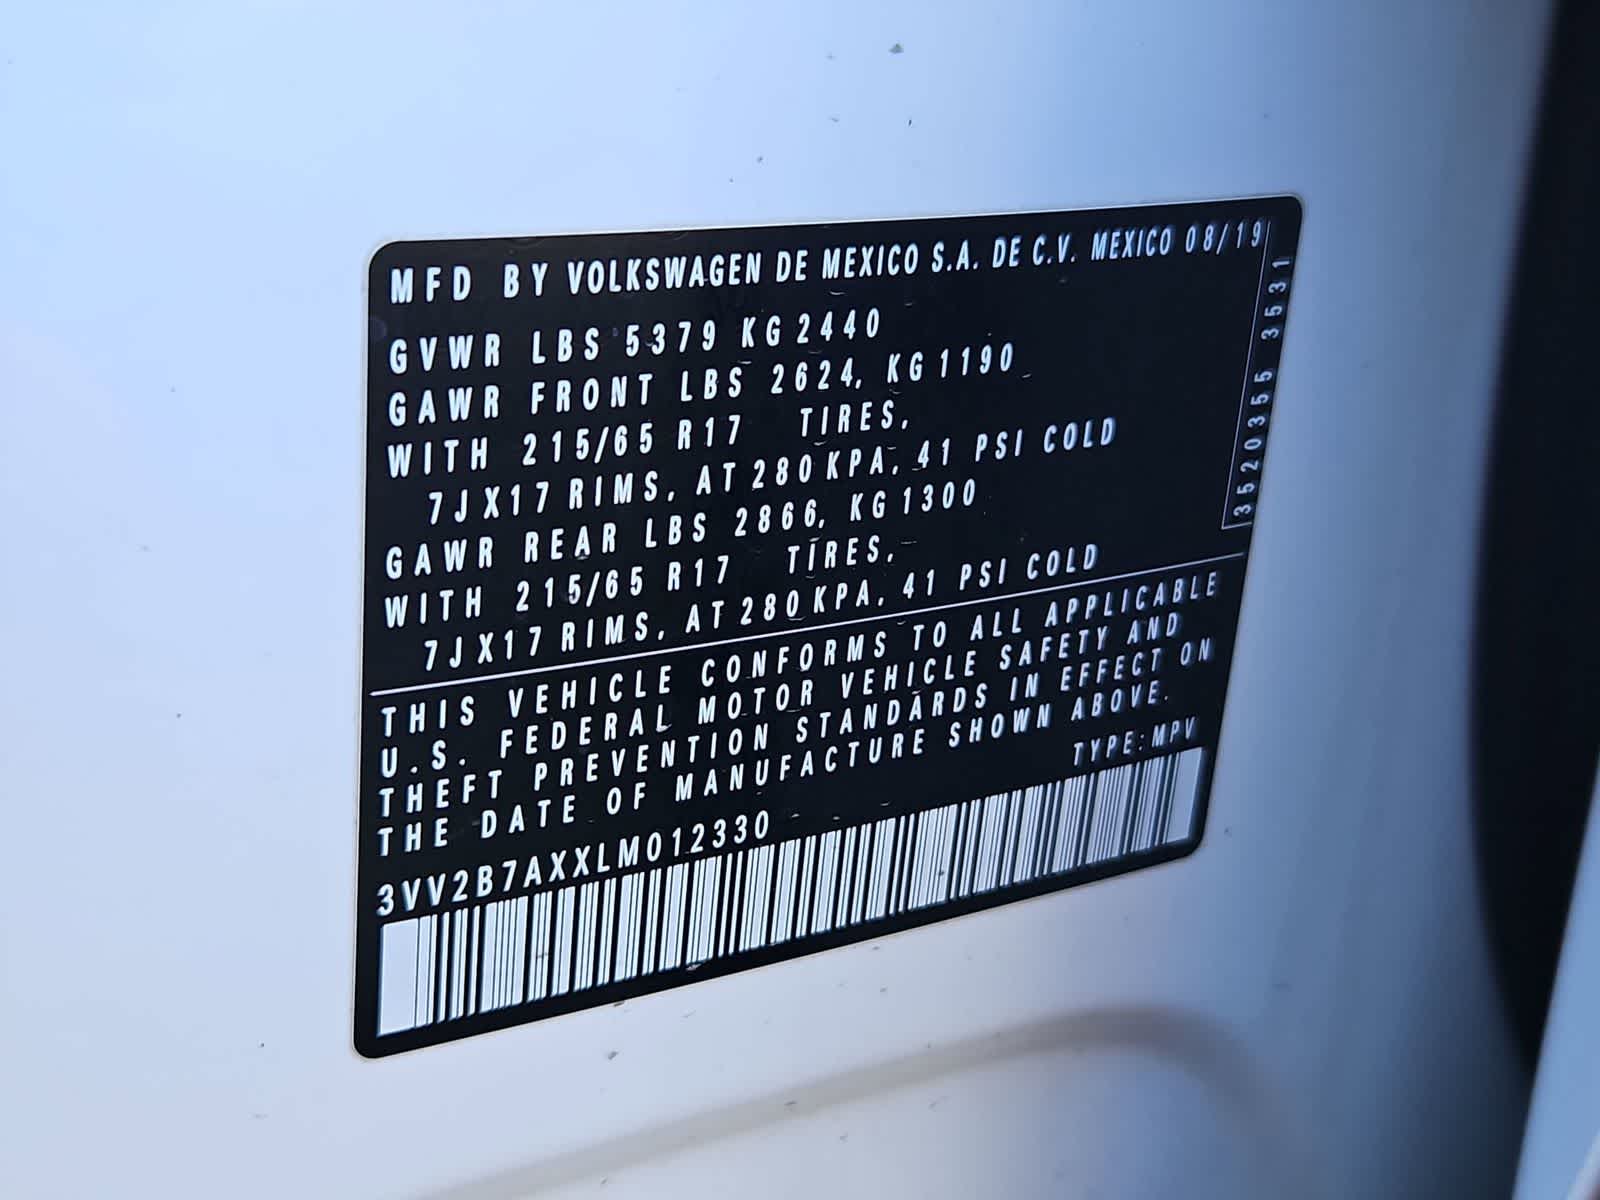 MFD BY VOLKSWAGEN DE MEXICO S.A. DE C.V. MEXICO 08/19
GVWR LBS 5379 KG 2440
GAWR FRONT LBS 2624, KG 1190
WITH 215/65 R17 TIRES,
7JX17 RIMS, AT 280 KPA, 41 PSI COLD
GAWR REAR LBS 2866, KG 1300
WITH 215/65 R17 TIRES,
7JX17 RIMS, AT 280 KPA, 41 PSI COLD
3520355 3531
THIS VEHICLE CONFORMS TO ALL APPLICABLE
U.S. FEDERAL MOTOR VEHICLE SAFETY AND
THEFT PREVENTION STANDARDS IN EFFECT ON
THE DATE OF MANUFACTURE SHOWN ABOVE.
TYPE: MPV
3VV2B7AXXLM012330